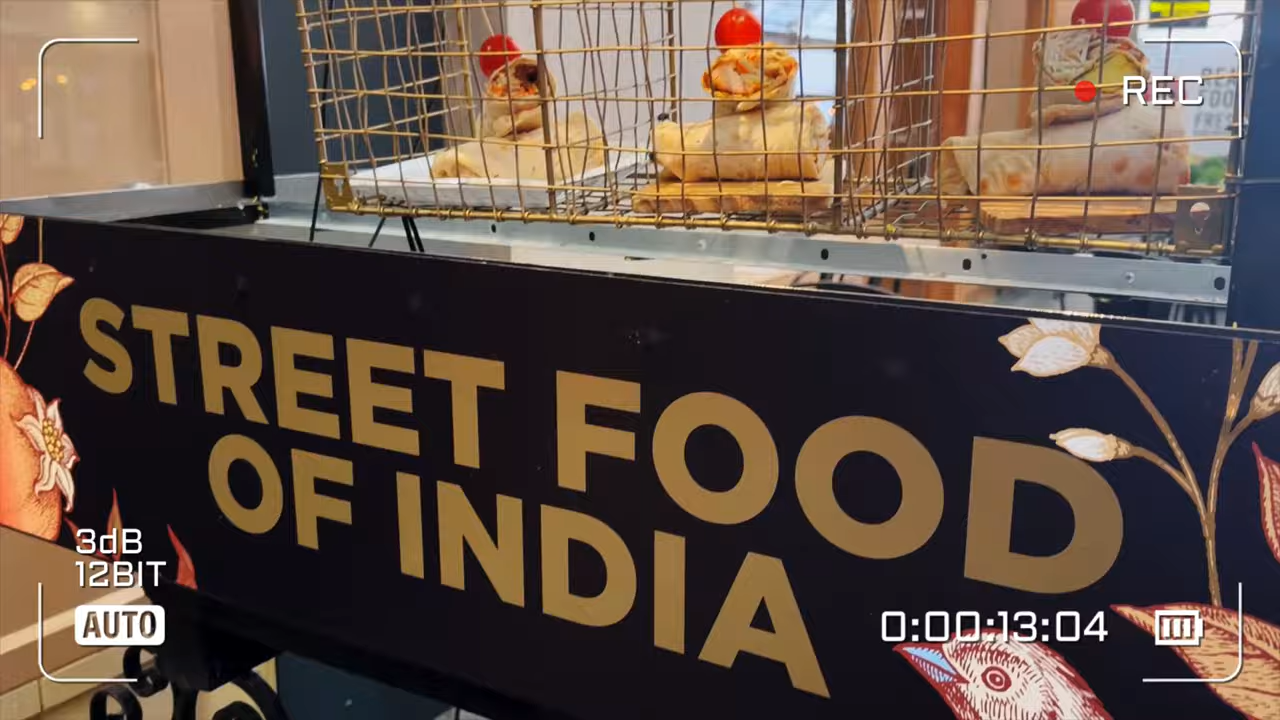 REC
STREET FOOD
OF INDIA
3dB
12BIT
AUTO
0:00:13:04